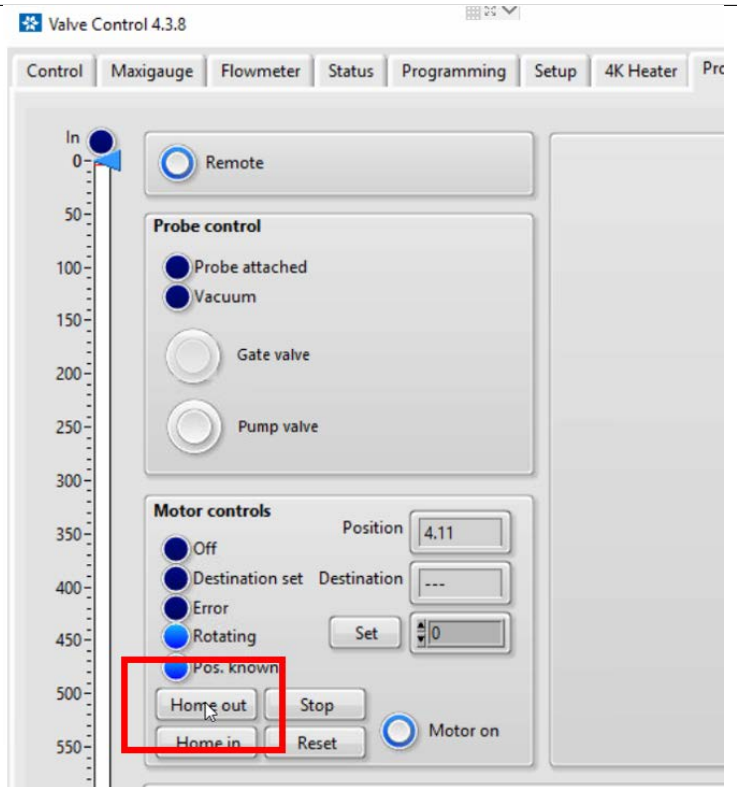 Valve Control 4.3.8
Control Maxigauge Flowmeter Status Programming Setup 4K Heater
In
0
50
100
150
200
250
300
350
400
450
500
550
Remote
Probe control
Probe attached
Vacuum
Gate valve
Pump valve
Motor controls
Position 4.11
Off
Destination set Destination ---
Error
Rotating Set 0
Pos. known
Home out Stop
Motor on
Home in Reset